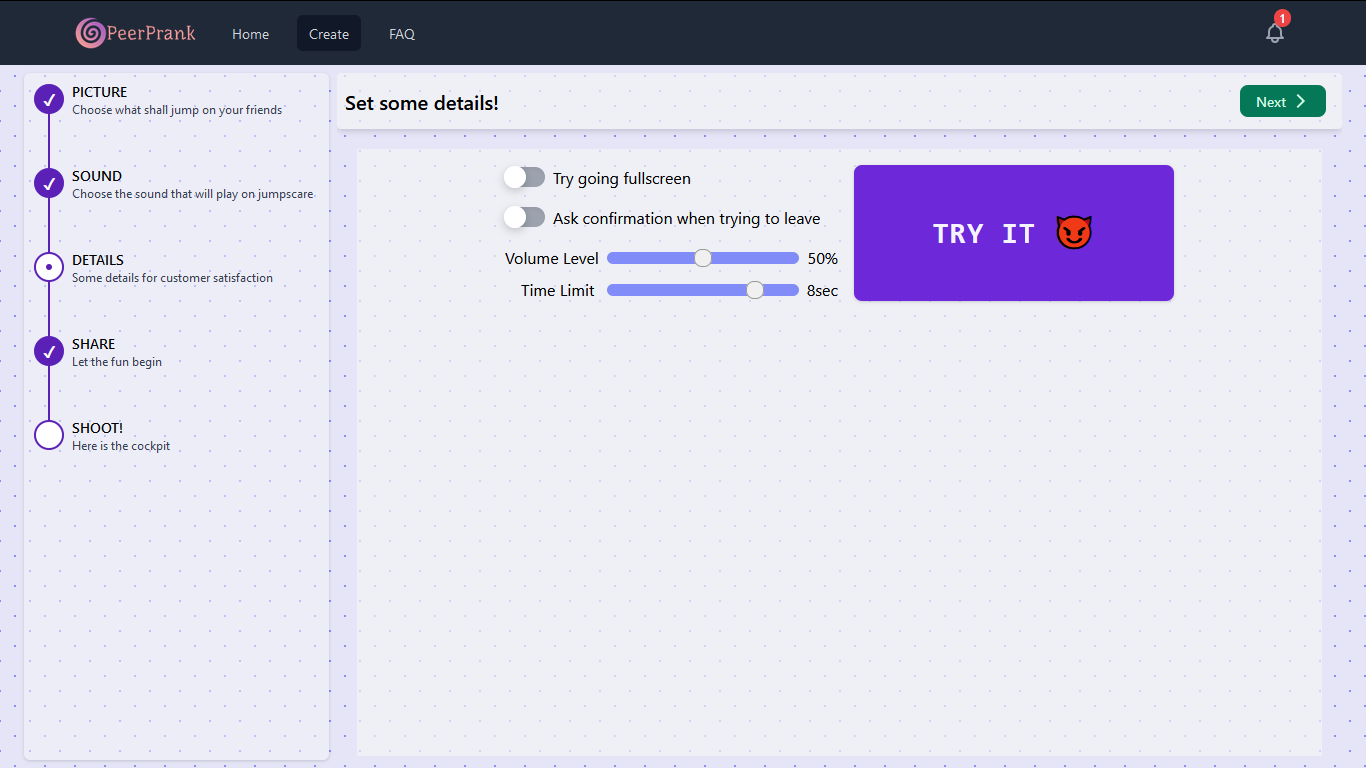 PeerPrank Home Create FAQ 1
PICTURE
Choose what shall jump on your friends
SOUND
Choose the sound that will play on jumpscare
DETAILS
Some details for customer satisfaction
SHARE
Let the fun begin
SHOOT!
Here is the cockpit
Set some details!
Next
Try going fullscreen
Ask confirmation when trying to leave
Volume Level 50%
Time Limit 8sec
TRY IT 😈